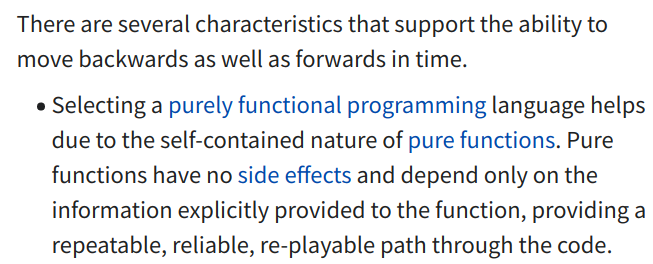 There are several characteristics that support the ability to
move backwards as well as forwards in time.
• Selecting a purely functional programming language helps
due to the self-contained nature of pure functions. Pure
functions have no side effects and depend only on the
information explicitly provided to the function, providing a
repeatable, reliable, re-playable path through the code.